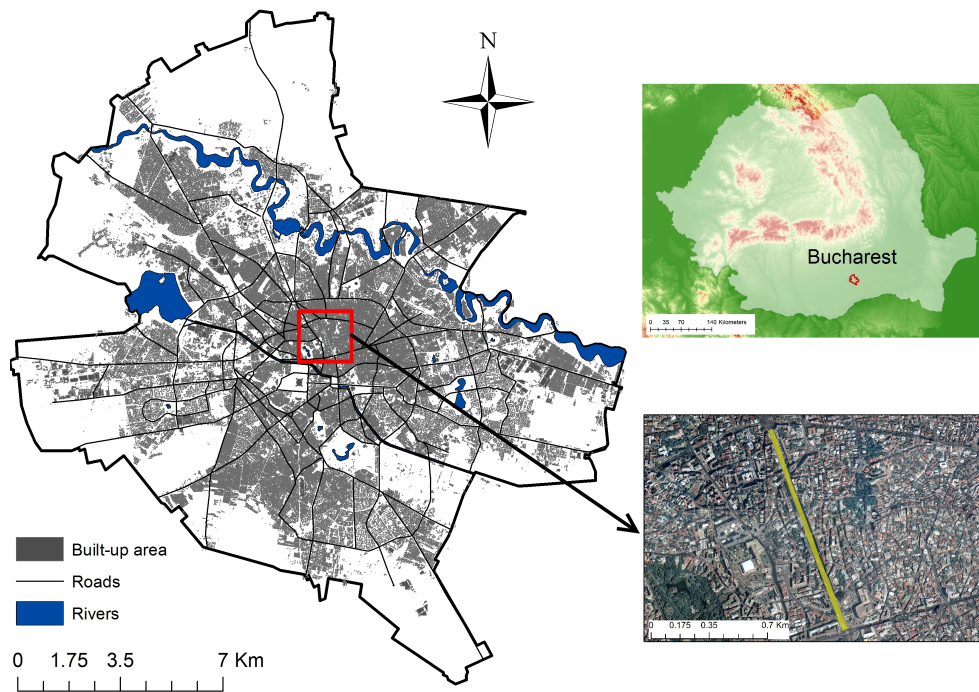 N
Bucharest
0 35 70 140 Kilometers
Built-up area
Roads
Rivers
0 1.75 3.5 7 Km
0 0.175 0.35 0.7 Km